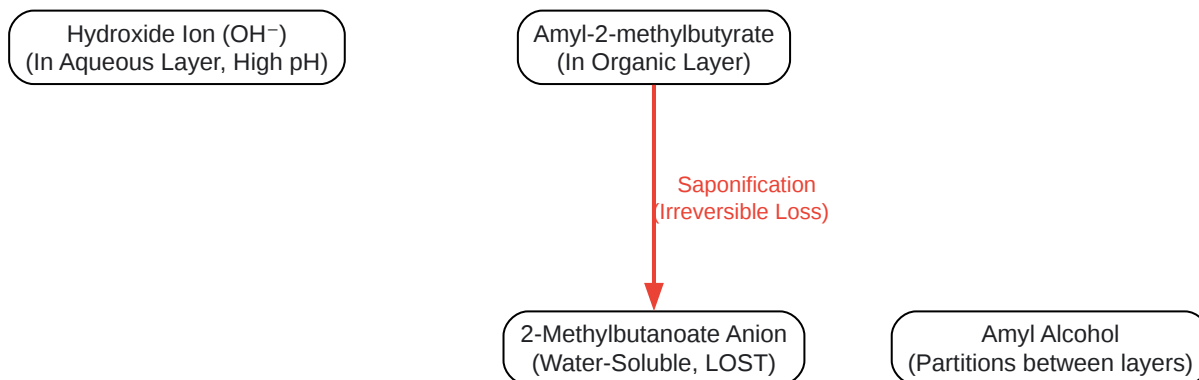 Hydroxide Ion (OH⁻)
(In Aqueous Layer, High pH)
Amyl-2-methylbutyrate
(In Organic Layer)
Saponification
(Irreversible Loss)
2-Methylbutanoate Anion
(Water-Soluble, LOST)
Amyl Alcohol
(Partitions between layers)